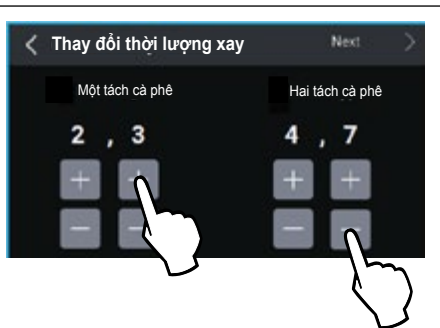 Thay đổi thời lượng xay Next
Một tách cà phê Hai tách cà phê
2 , 3 4 , 7
+ + + +
− − − −